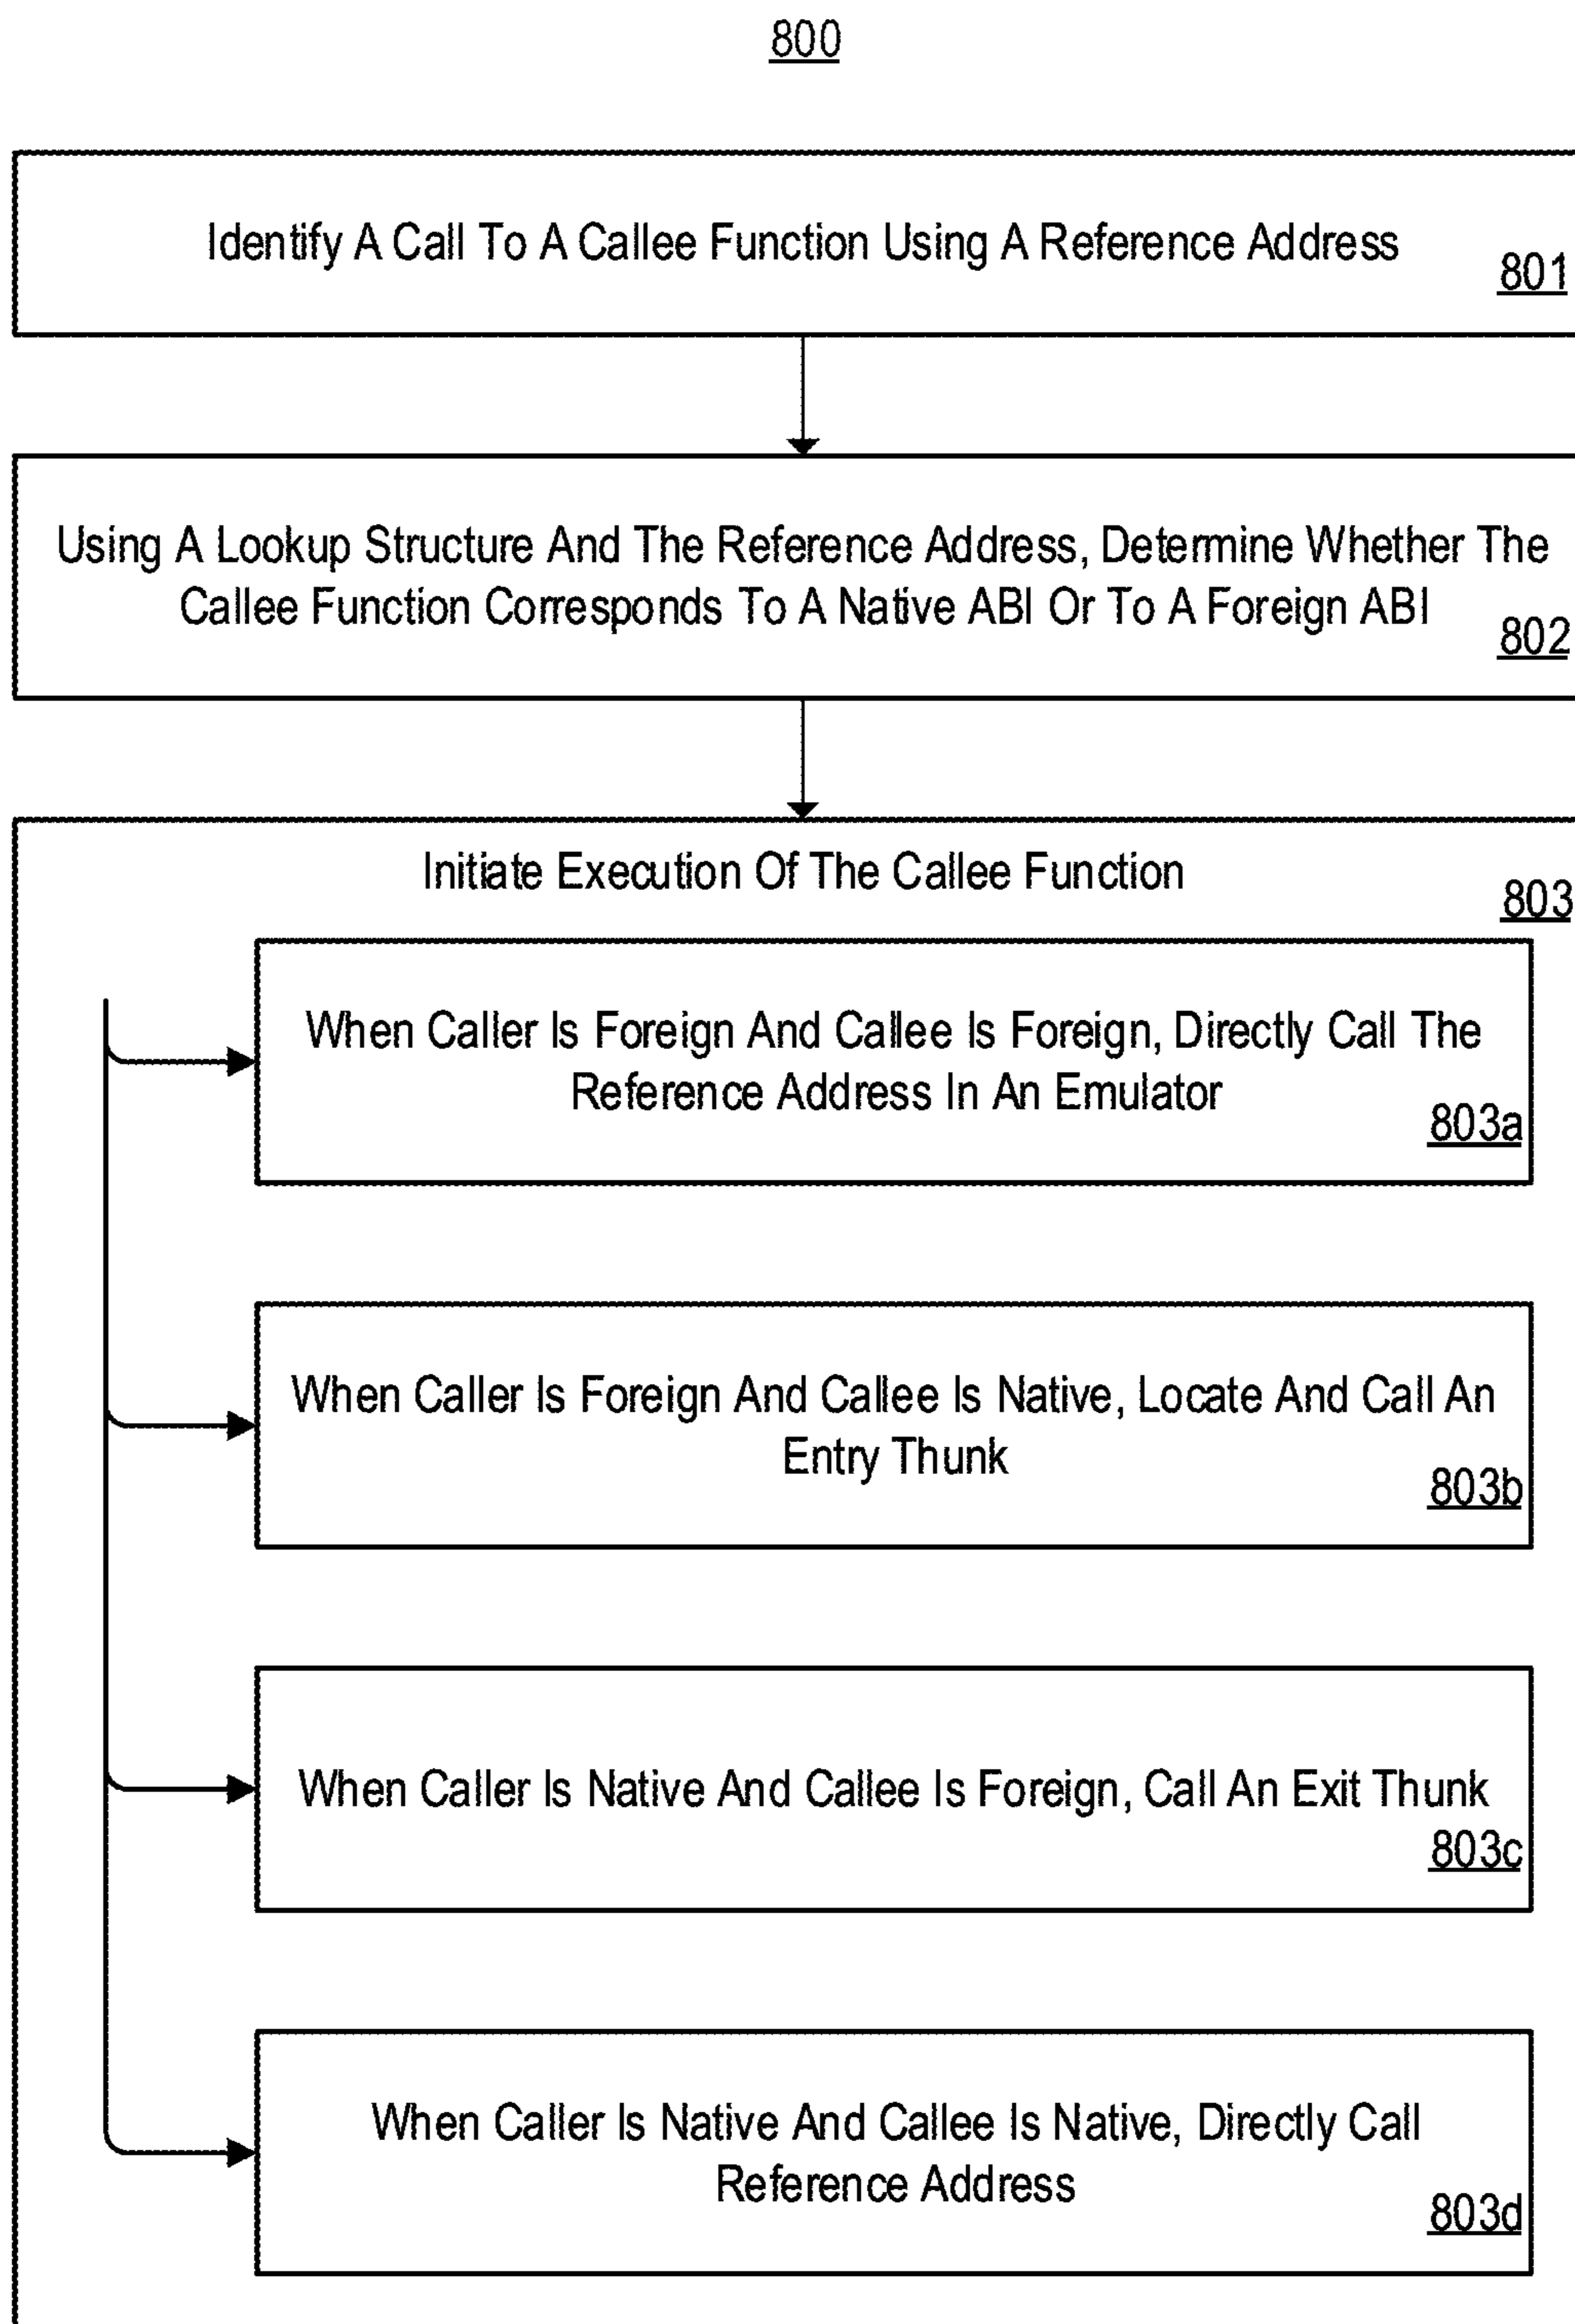 800
Identify A Call To A Callee Function Using A Reference Address
801
Using A Lookup Structure And The Reference Address, Determine Whether The
Callee Function Corresponds To A Native ABI Or To A Foreign ABI
802
Initiate Execution Of The Callee Function
803
When Caller Is Foreign And Callee Is Foreign, Directly Call The
Reference Address In An Emulator
803a
When Caller Is Foreign And Callee Is Native, Locate And Call An
Entry Thunk
803b
When Caller Is Native And Callee Is Foreign, Call An Exit Thunk
803c
When Caller Is Native And Callee Is Native, Directly Call
Reference Address
803d